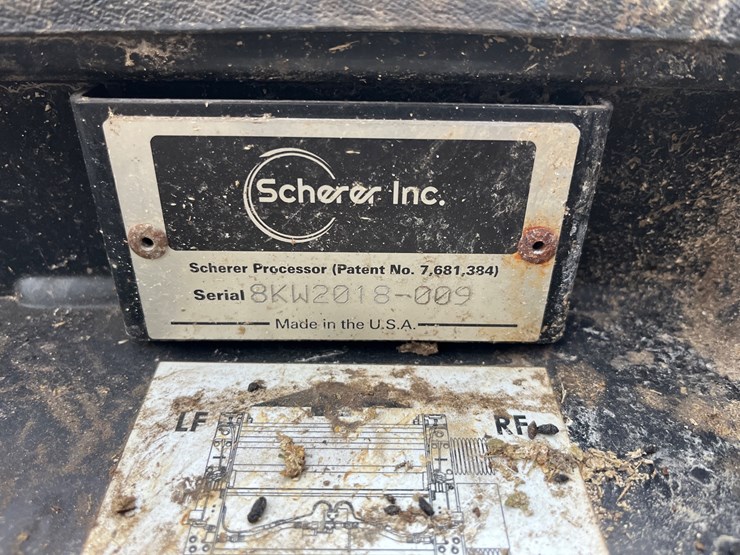 Scherer Inc.
Scherer Processor (Patent No. 7,681,384)
Serial 8KW2018-009
Made in the U.S.A.
LF RF